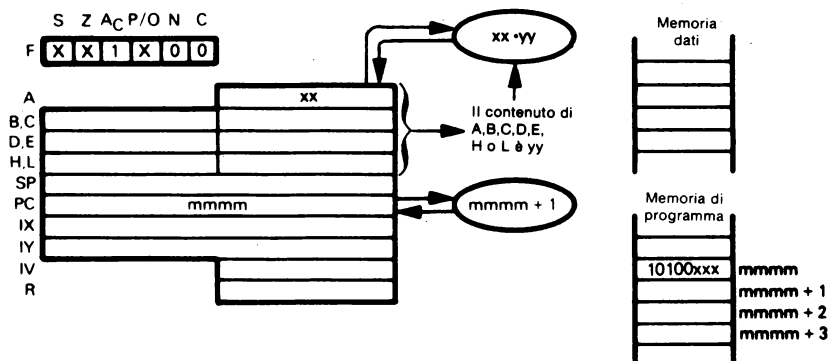 S Z AC P/O N C
F X X 1 X 0 0
A xx
B,C
D,E
H,L
SP
PC mmmm
IX
IY
IV
R
xx • yy
Il contenuto di
A,B,C,D,E,
H o L è yy
mmmm + 1
Memoria
dati
Memoria di
programma
10100xxx mmmm
mmmm + 1
mmmm + 2
mmmm + 3